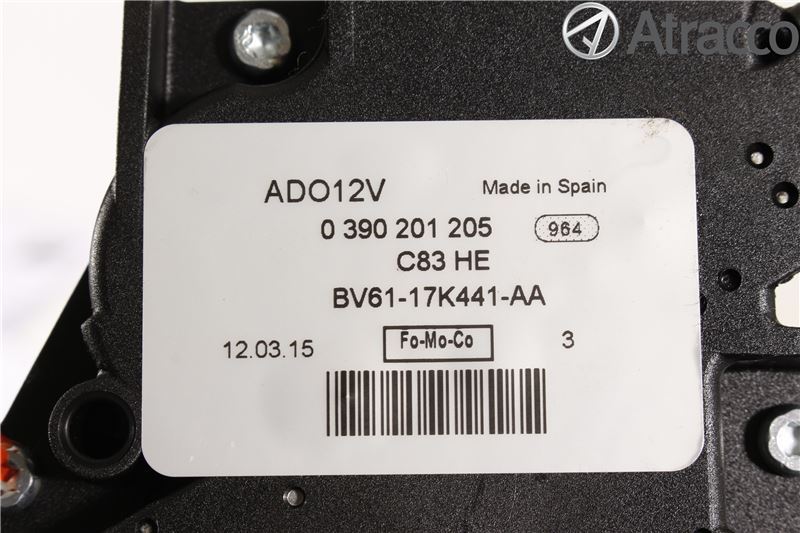 Atracco
ADO12V Made in Spain
0 390 201 205 964
C83 HE
BV61-17K441-AA
12.03.15 Fo-Mo-Co 3